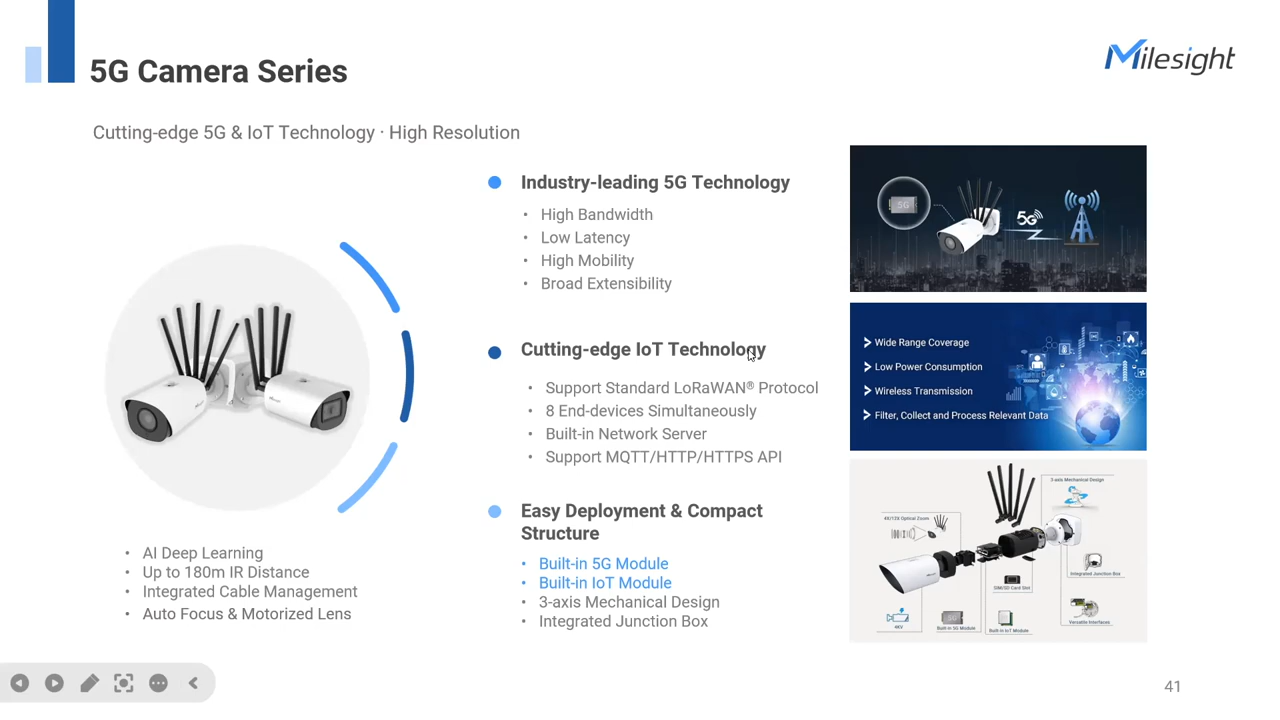 5G Camera Series
Milesight
Cutting-edge 5G & IoT Technology · High Resolution
• AI Deep Learning
• Up to 180m IR Distance
• Integrated Cable Management
• Auto Focus & Motorized Lens
Industry-leading 5G Technology
• High Bandwidth
• Low Latency
• High Mobility
• Broad Extensibility
Cutting-edge IoT Technology
• Support Standard LoRaWAN® Protocol
• 8 End-devices Simultaneously
• Built-in Network Server
• Support MQTT/HTTP/HTTPS API
Easy Deployment & Compact
Structure
• Built-in 5G Module
• Built-in IoT Module
• 3-axis Mechanical Design
• Integrated Junction Box
5G
5G
Wide Range Coverage
Low Power Consumption
Wireless Transmission
Filter, Collect and Process Relevant Data
3-axis Mechanical Design
4X/12X Optical Zoom
Integrated Junction Box
SIM/SD Card Slot
Built-in 5G Module
Built-in IoT Module
Versatile Interfaces
41